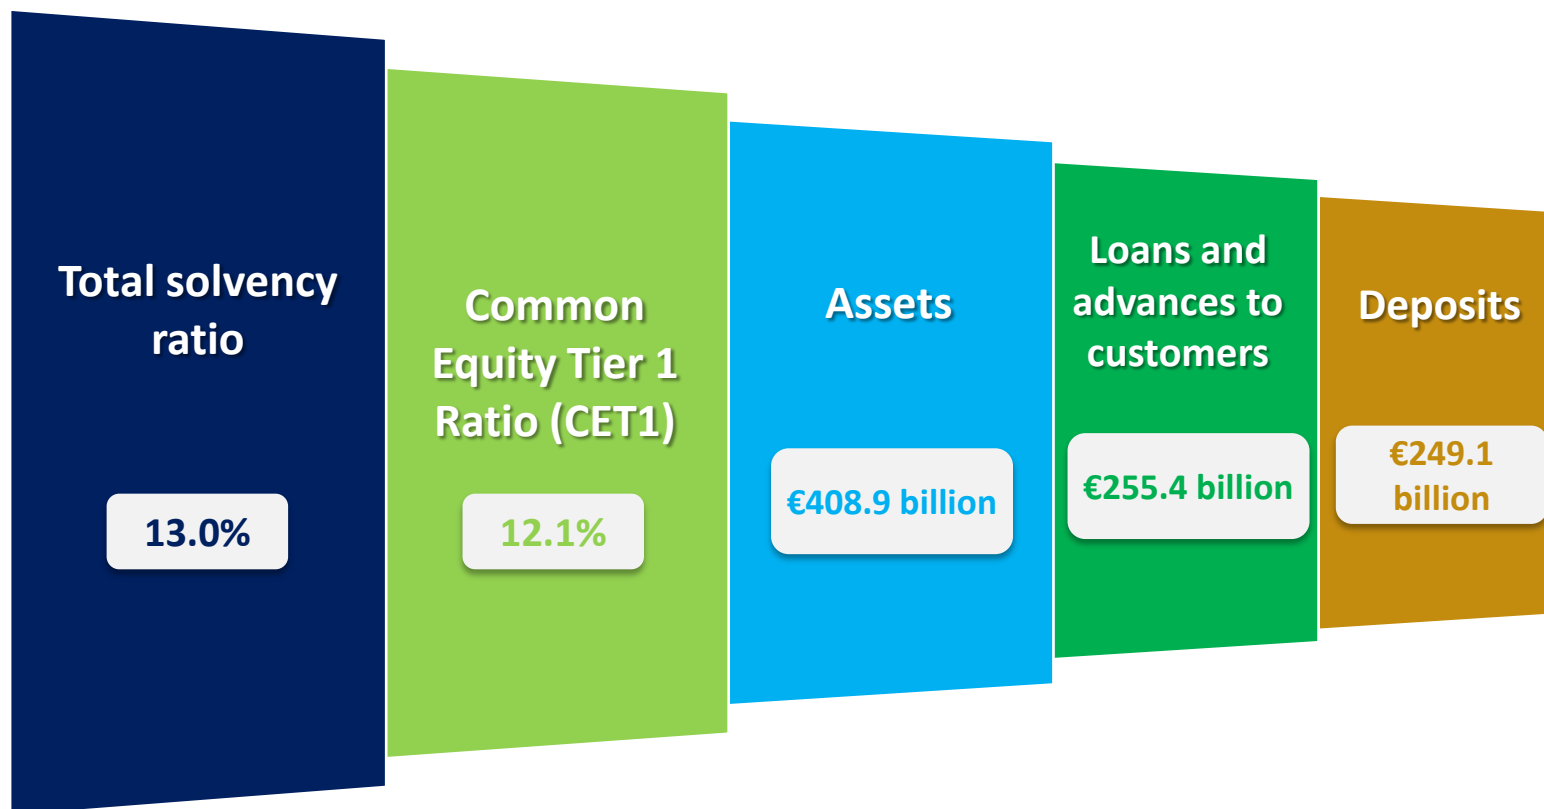 Total solvency
ratio
13.0%
Common
Equity Tier 1
Ratio (CET1)
12.1%
Assets
€408.9 billion
Loans and
advances to
customers
€255.4 billion
Deposits
€249.1
billion